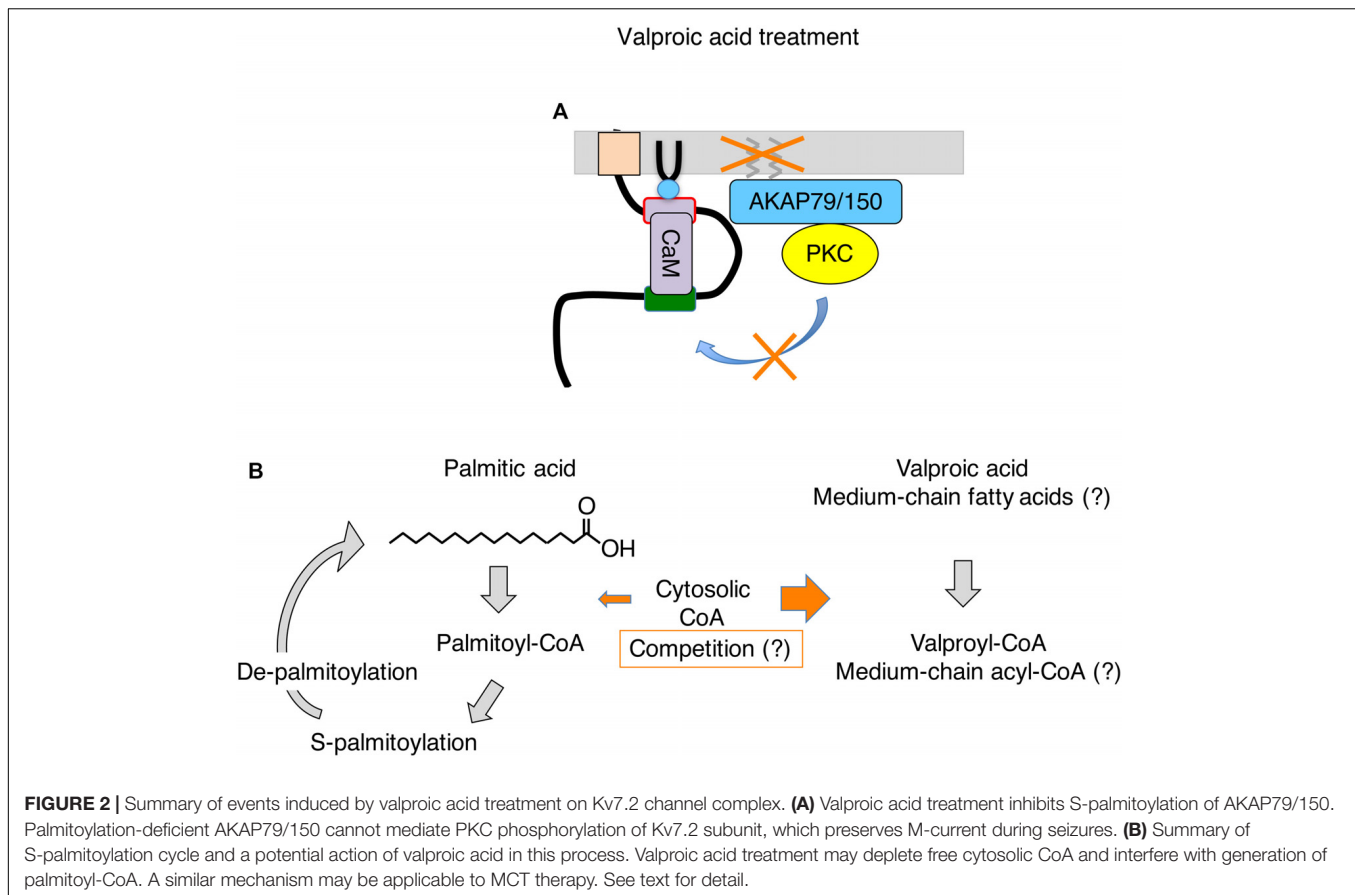 Valproic acid treatment
A
AKAP79/150
PKC
CaM
B
Palmitic acid
O
OH
Palmitoyl-CoA
De-palmitoylation
S-palmitoylation
Cytosolic
CoA
Competition (?)
Valproic acid
Medium-chain fatty acids (?)
Valproyl-CoA
Medium-chain acyl-CoA (?)
FIGURE 2 | Summary of events induced by valproic acid treatment on Kv7.2 channel complex. (A) Valproic acid treatment inhibits S-palmitoylation of AKAP79/150.
Palmitoylation-deficient AKAP79/150 cannot mediate PKC phosphorylation of Kv7.2 subunit, which preserves M-current during seizures. (B) Summary of
S-palmitoylation cycle and a potential action of valproic acid in this process. Valproic acid treatment may deplete free cytosolic CoA and interfere with generation of
palmitoyl-CoA. A similar mechanism may be applicable to MCT therapy. See text for detail.